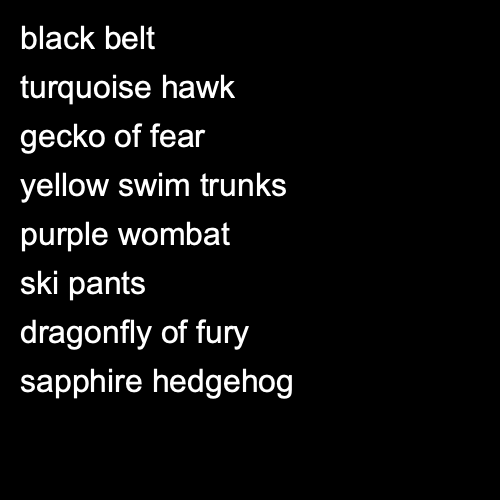 black belt
turquoise hawk
gecko of fear
yellow swim trunks
purple wombat
ski pants
dragonfly of fury
sapphire hedgehog